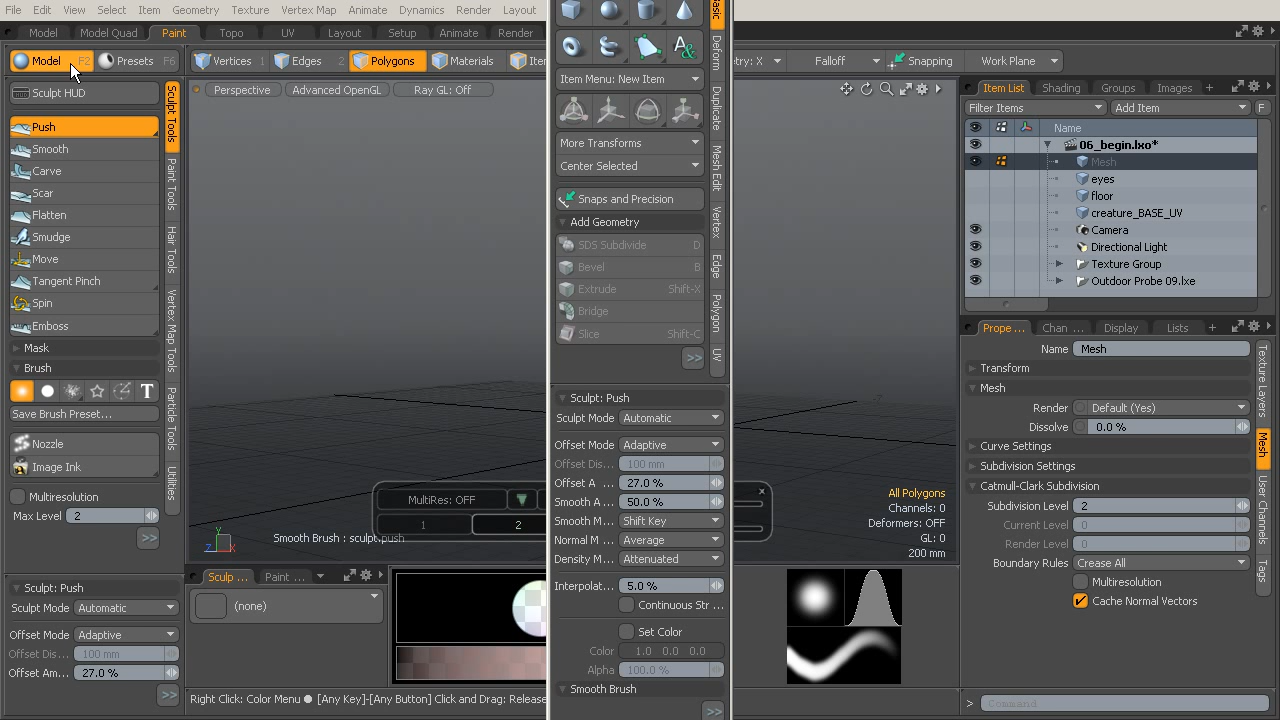 File Edit View Select Item Geometry Texture Vertex Map Animate Render Layout
Model Model Quad Paint Topo UV Layout Setup Animate Render
Model F2 Presets F6
Vertices 1 Edges 2 Polygons Materials
Falloff Snapping Work Plane
Sculpt HUD
Push
Smooth
Carve
Scar
Flatten
Smudge
Move
Tangent Pinch
Spin
Emboss
Mask
Brush
T
Save Brush Preset...
Nozzle
Image Ink
Multiresolution
Max Level 2
>>
Sculpt Tools
Paint Tools
Hair Tools
Vertex Map Tools
Particle Tools
Utilities
Sculpt: Push
Sculpt Mode Automatic
Offset Mode Adaptive
Offset Dis... 100 mm
Offset Am... 27.0 %
>>
Perspective Advanced OpenGL Ray GL: Off
MultiRes: OFF
1 2
Smooth Brush : sculpt.push
All Polygons
Channels: 0
Deformers: OFF
GL: 0
200 mm
Sculp ... Paint ...
(none)
Right Click: Color Menu ● [Any Key]-[Any Button] Click and Drag: Release
Item Menu: New Item
More Transforms
Center Selected
Snaps and Precision
Add Geometry
SDS Subdivide D
Bevel B
Extrude Shift-X
Bridge
Slice Shift-C
>>
Basic
Deform
Duplicate
Mesh Edit
Vertex
Edge
Polygon
UV
Sculpt: Push
Sculpt Mode Automatic
Offset Mode Adaptive
Offset Dis... 100 mm
Offset A ... 27.0 %
Smooth A ... 50.0 %
Smooth M... Shift Key
Normal M ... Average
Density M... Attenuated
Interpolat... 5.0 %
Continuous Str ...
Set Color
Color 1.0 0.0 0.0
Alpha 100.0 %
Smooth Brush
>>
Item List Shading Groups Images +
Filter Items Add Item F
Name
06_begin.lxo*
Mesh
eyes
floor
creature_BASE_UV
Camera
Directional Light
Texture Group
Outdoor Probe 09.lxe
Prope ... Chan ... Display Lists +
Name Mesh
Transform
Mesh
Render Default (Yes)
Dissolve 0.0 %
Curve Settings
Subdivision Settings
Catmull-Clark Subdivision
Subdivision Level 2
Current Level 0
Render Level 0
Boundary Rules Crease All
Multiresolution
Cache Normal Vectors
Texture Layers
Mesh
User Channels
Tags
> Command